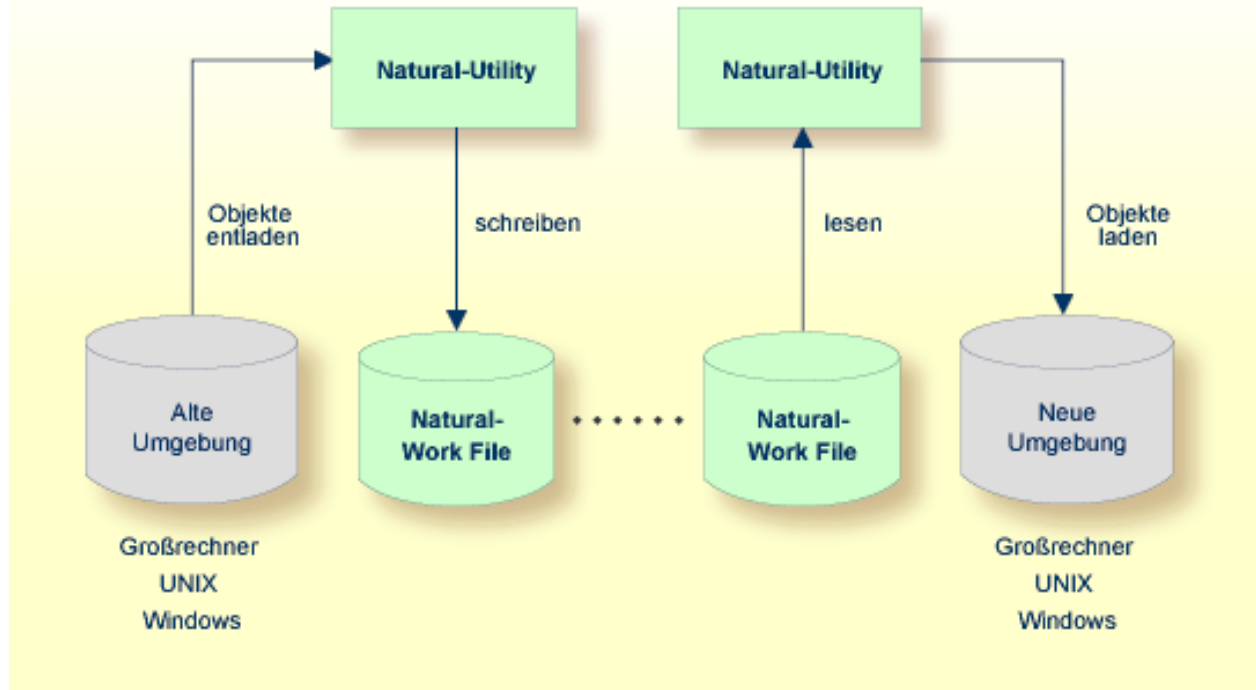 Natural-Utility
Natural-Utility
Objekte
entladen
schreiben
lesen
Objekte
laden
Alte
Umgebung
Natural-
Work File
Natural-
Work File
Neue
Umgebung
Großrechner
UNIX
Windows
Großrechner
UNIX
Windows